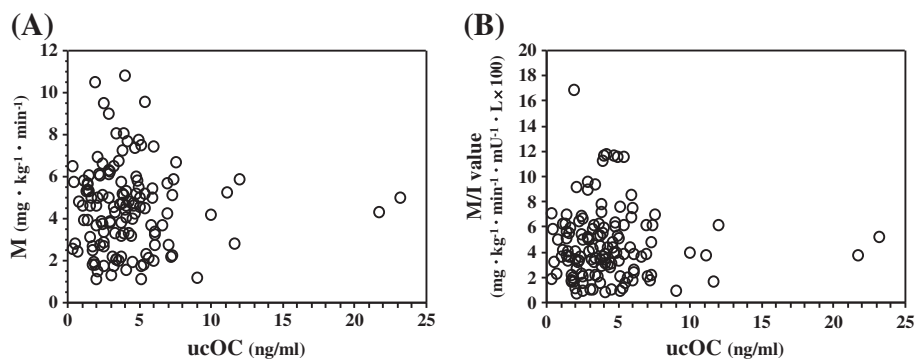 (A)
12
10
8
6
4
2
0
M (mg・kg⁻¹・min⁻¹)
0 5 10 15 20 25
ucOC (ng/ml)
(B)
20
18
16
14
12
10
8
6
4
2
0
M/I value
(mg・kg⁻¹・min⁻¹・mU⁻¹・L×100)
0 5 10 15 20 25
ucOC (ng/ml)